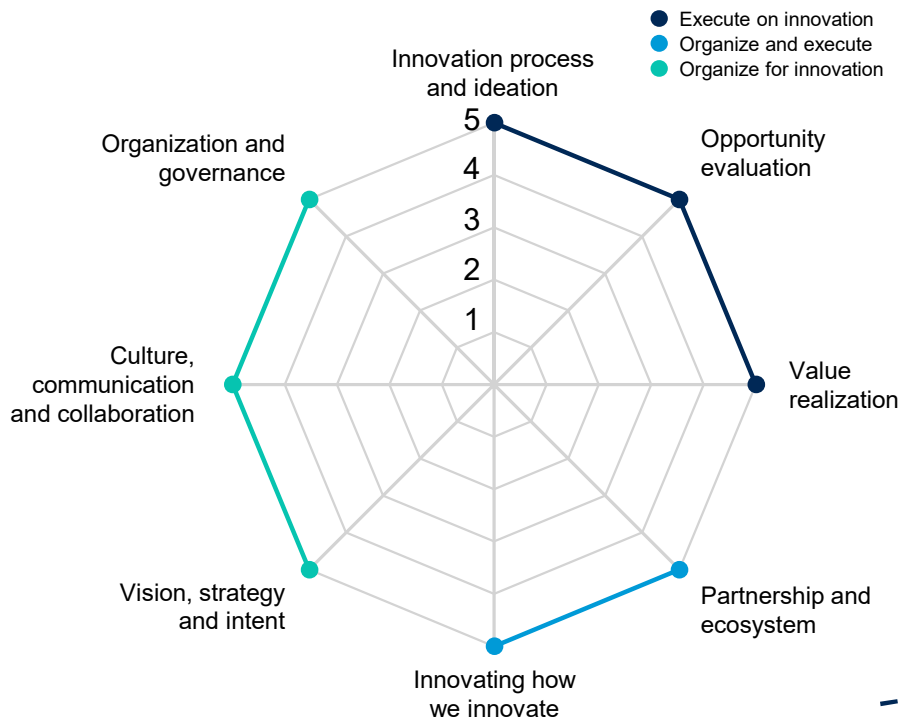 Execute on innovation
Organize and execute
Organize for innovation
Innovation process
and ideation
Organization and
governance
Opportunity
evaluation
5
4
3
2
1
Culture,
communication
and collaboration
Value
realization
Vision, strategy
and intent
Partnership and
ecosystem
Innovating how
we innovate